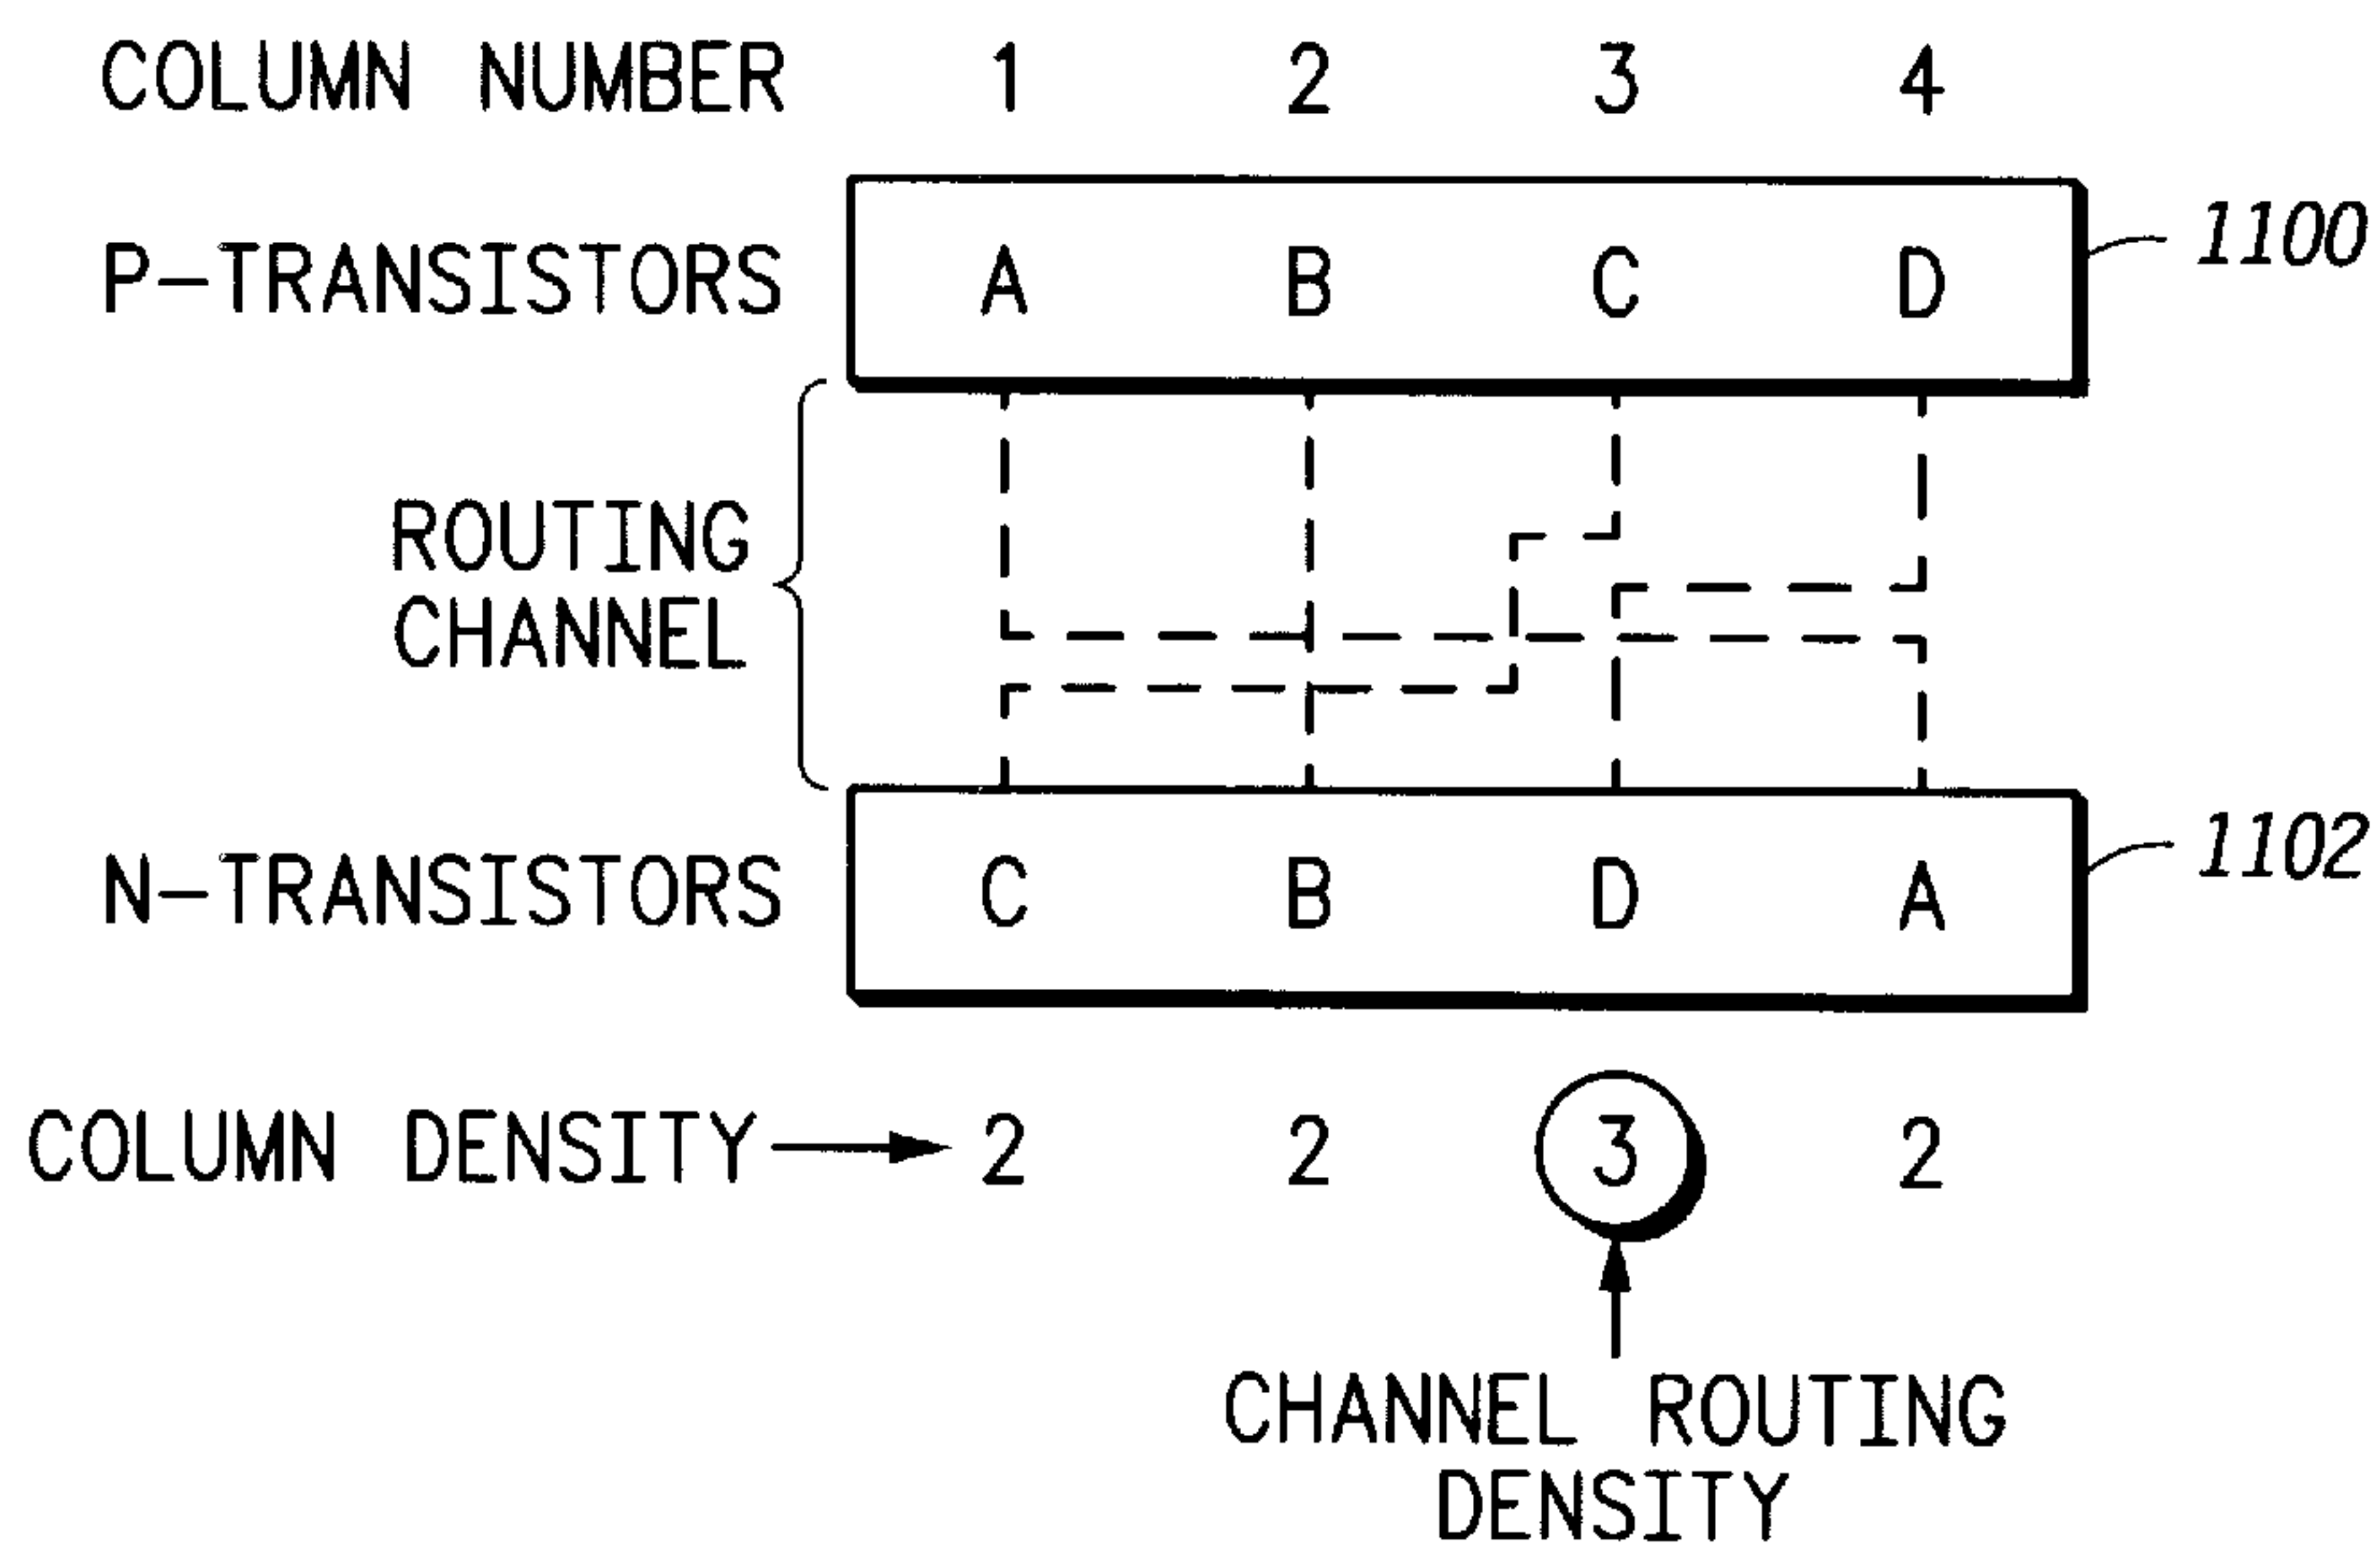 COLUMN NUMBER 1 2 3 4
P-TRANSISTORS A B C D 1100
ROUTING
CHANNEL
N-TRANSISTORS C B D A 1102
COLUMN DENSITY 2 2 3 2
CHANNEL ROUTING
DENSITY